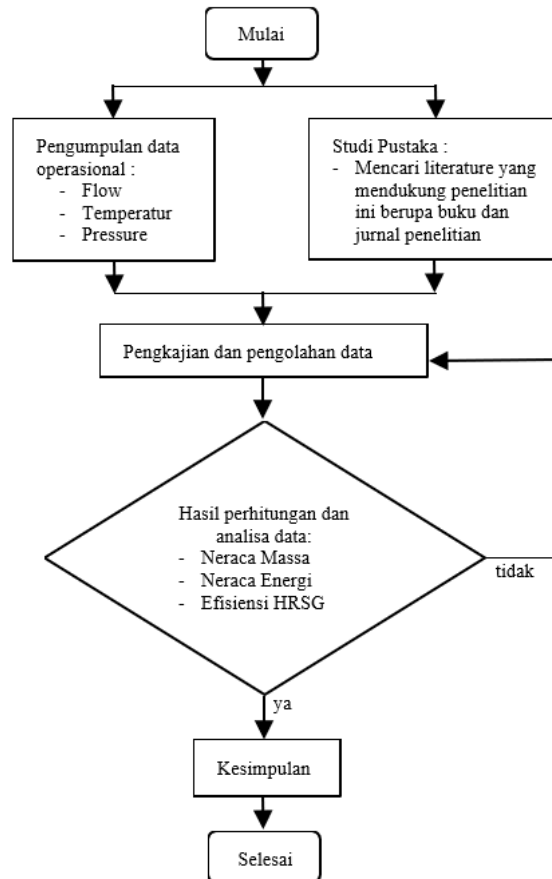 Mulai
Pengumpulan data
operasional :
- Flow
- Temperatur
- Pressure
Studi Pustaka :
- Mencari literature yang
mendukung penelitian
ini berupa buku dan
jurnal penelitian
Pengkajian dan pengolahan data
Hasil perhitungan dan
analisa data:
- Neraca Massa
- Neraca Energi
- Efisiensi HRSG
tidak
ya
Kesimpulan
Selesai